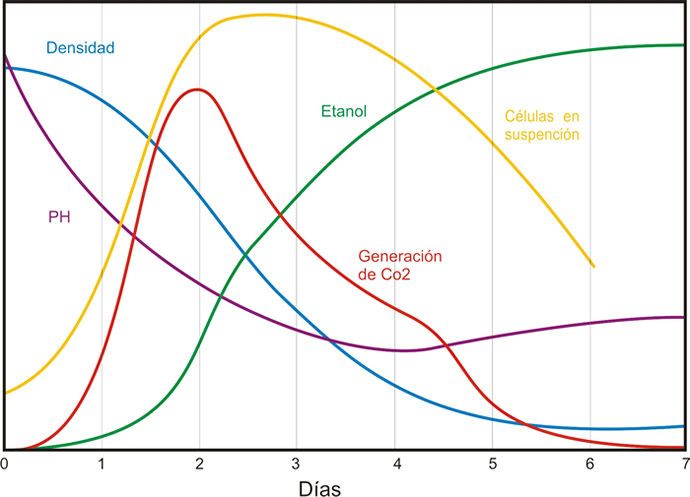 Densidad
Etanol
Células en
suspención
PH
Generación
de Co2
0 1 2 3 4 5 6 7
Días